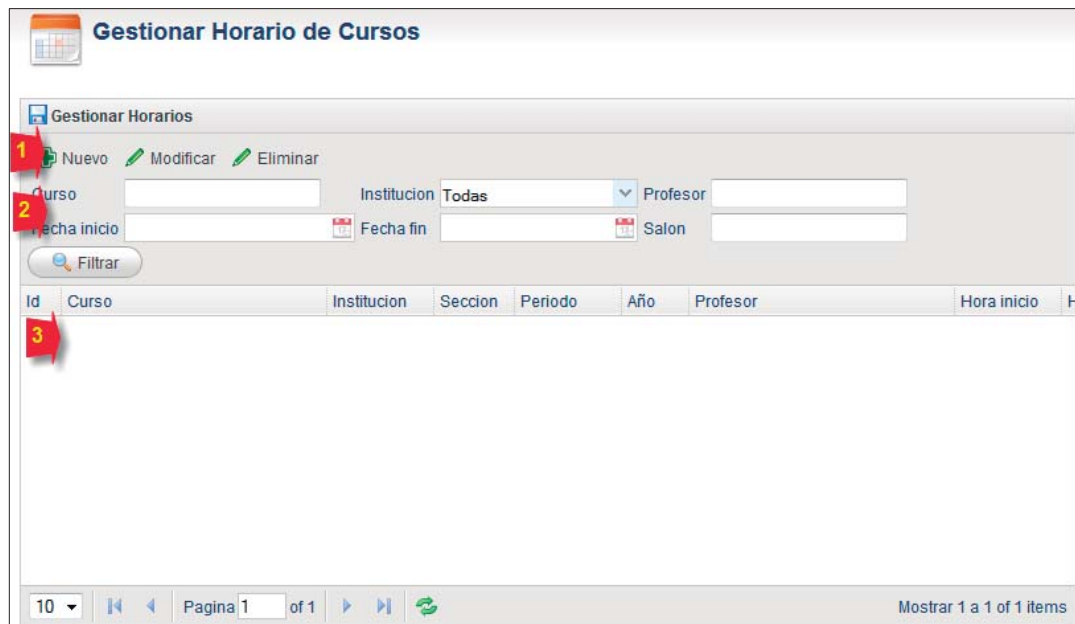 Gestionar Horario de Cursos
Gestionar Horarios
1 Nuevo Modificar Eliminar
Curso Institucion Todas Profesor
2
Fecha inicio Fecha fin Salon
Filtrar
Id Curso Institucion Seccion Periodo Año Profesor Hora inicio H
3
10 Pagina 1 of 1 Mostrar 1 a 1 of 1 items